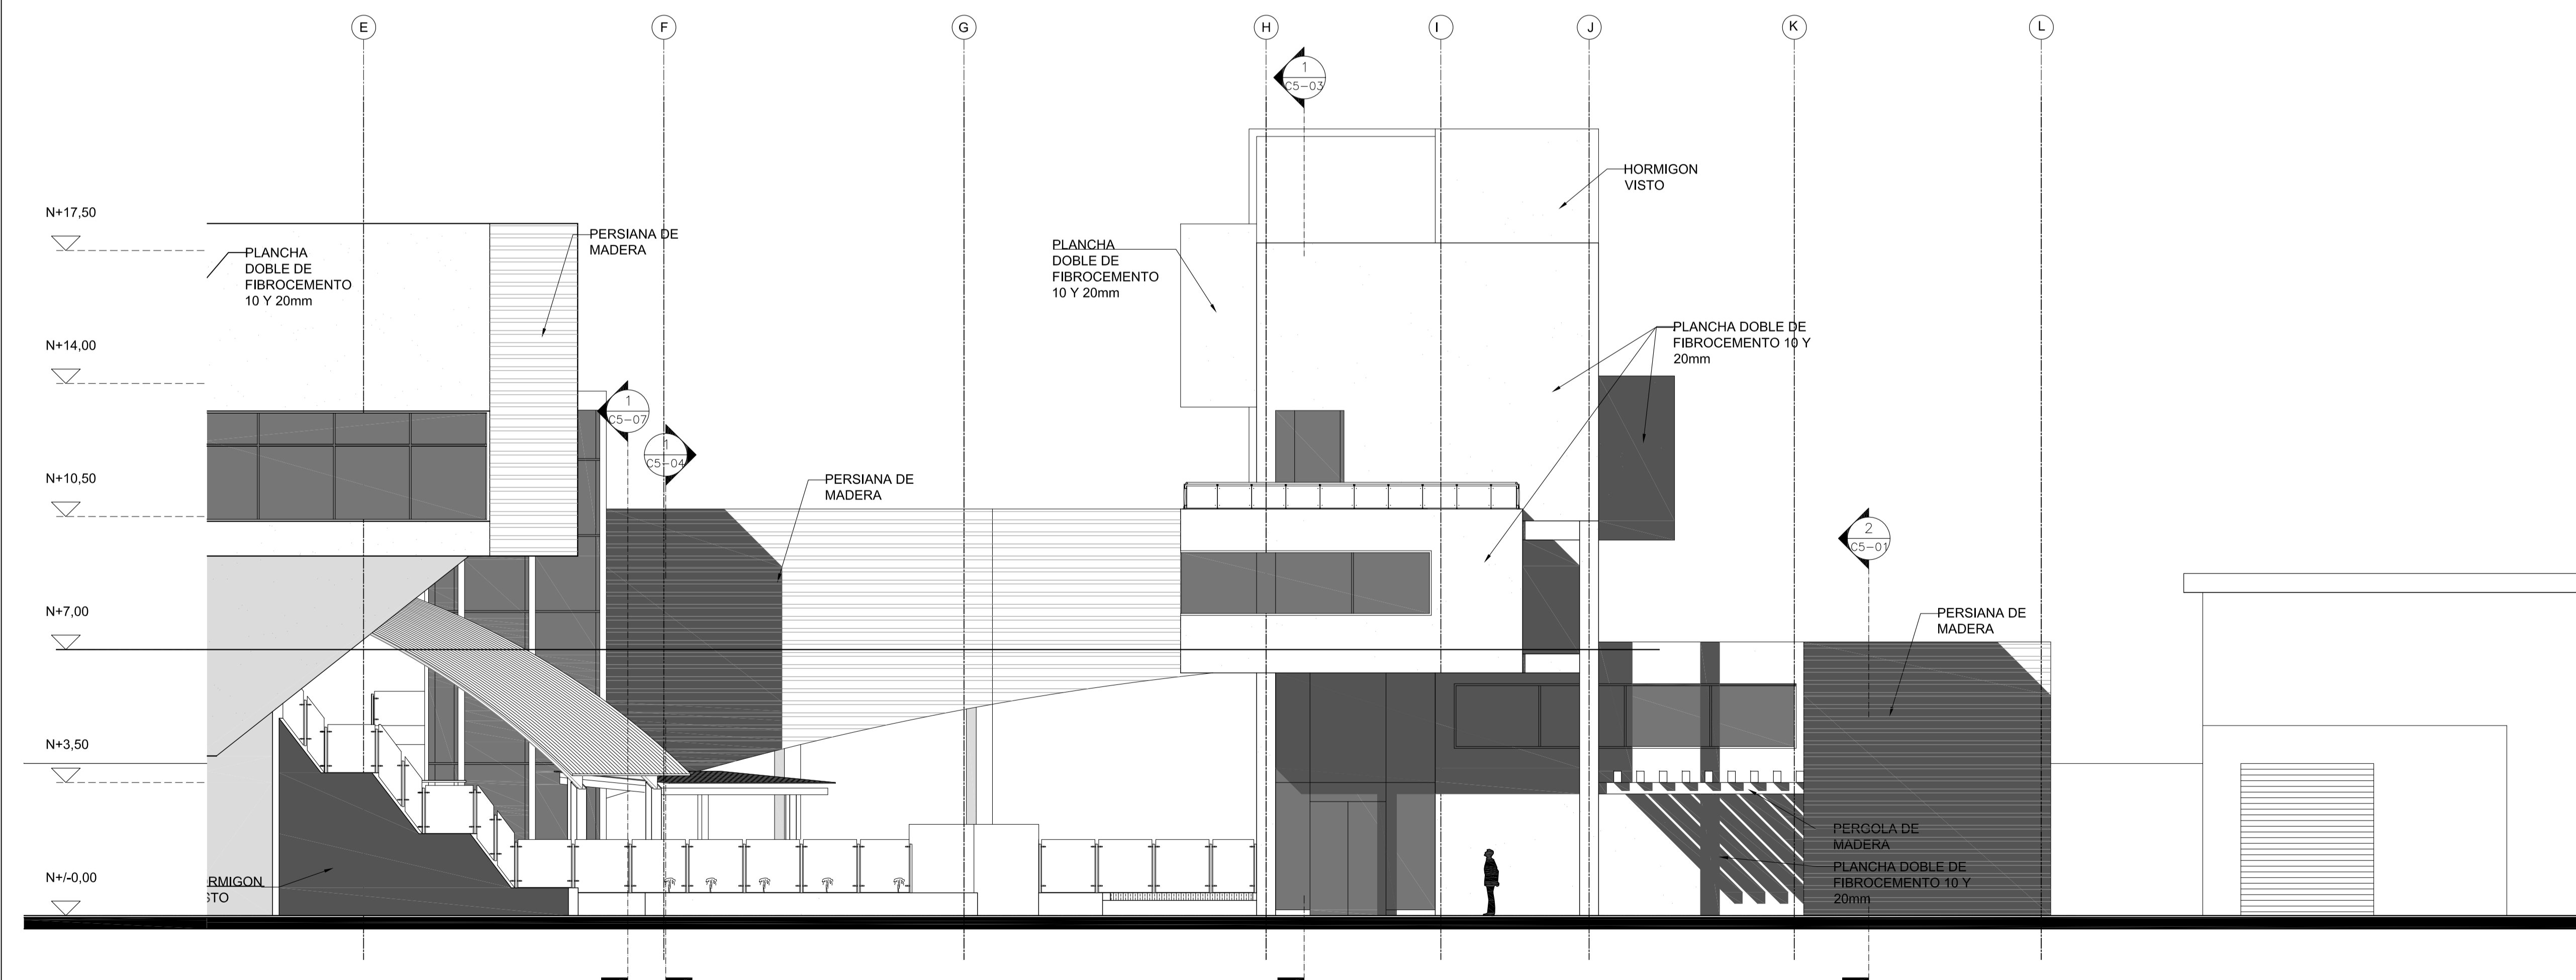 E
F
G
H
I
J
K
L
1
C5-03
HORMIGON
VISTO
N+17,50
PLANCHA
DOBLE DE
FIBROCEMENTO
10 Y 20mm
PERSIANA DE
MADERA
PLANCHA
DOBLE DE
FIBROCEMENTO
10 Y 20mm
PLANCHA DOBLE DE
FIBROCEMENTO 10 Y
20mm
N+14,00
1
C5-07
1
C5-04
N+10,50
PERSIANA DE
MADERA
2
C5-01
N+7,00
PERSIANA DE
MADERA
N+3,50
PERGOLA DE
MADERA
PLANCHA DOBLE DE
FIBROCEMENTO 10 Y
20mm
N+/-0,00
RMIGON
STO